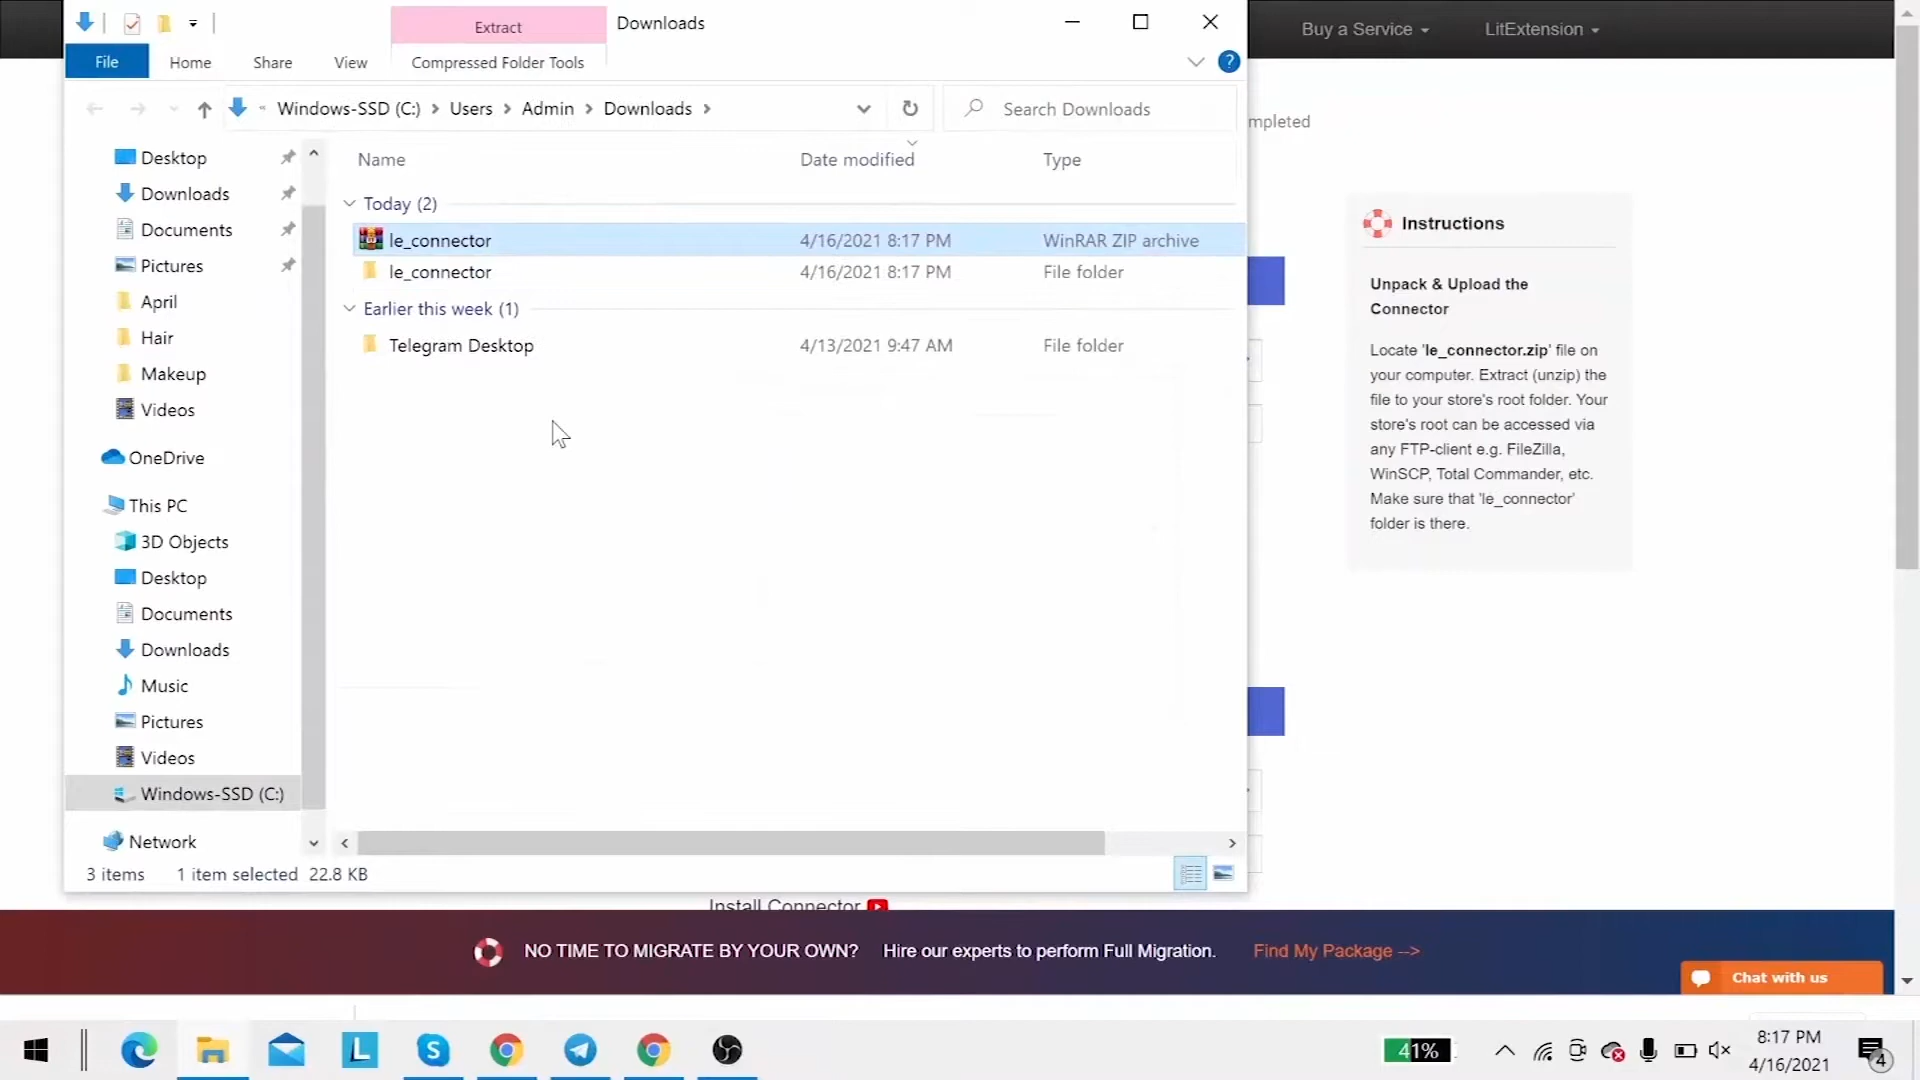 Extract
Downloads
Buy a Service
LitExtension
File
Home
Share
View
Compressed Folder Tools
Windows-SSD (C:) > Users > Admin > Downloads >
Search Downloads
mpleted
Name
Date modified
Type
Today (2)
le_connector 4/16/2021 8:17 PM WinRAR ZIP archive
le_connector 4/16/2021 8:17 PM File folder
Earlier this week (1)
Telegram Desktop 4/13/2021 9:47 AM File folder
Desktop
Downloads
Documents
Pictures
April
Hair
Makeup
Videos
OneDrive
This PC
3D Objects
Desktop
Documents
Downloads
Music
Pictures
Videos
Windows-SSD (C:)
Network
3 items 1 item selected 22.8 KB
Instructions
Unpack & Upload the
Connector
Locate 'le_connector.zip' file on
your computer. Extract (unzip) the
file to your store's root folder. Your
store's root can be accessed via
any FTP-client e.g. FileZilla,
WinSCP, Total Commander, etc.
Make sure that 'le_connector'
folder is there.
Install Connector
NO TIME TO MIGRATE BY YOUR OWN? Hire our experts to perform Full Migration. Find My Package -->
Chat with us
41%
8:17 PM
4/16/2021
4